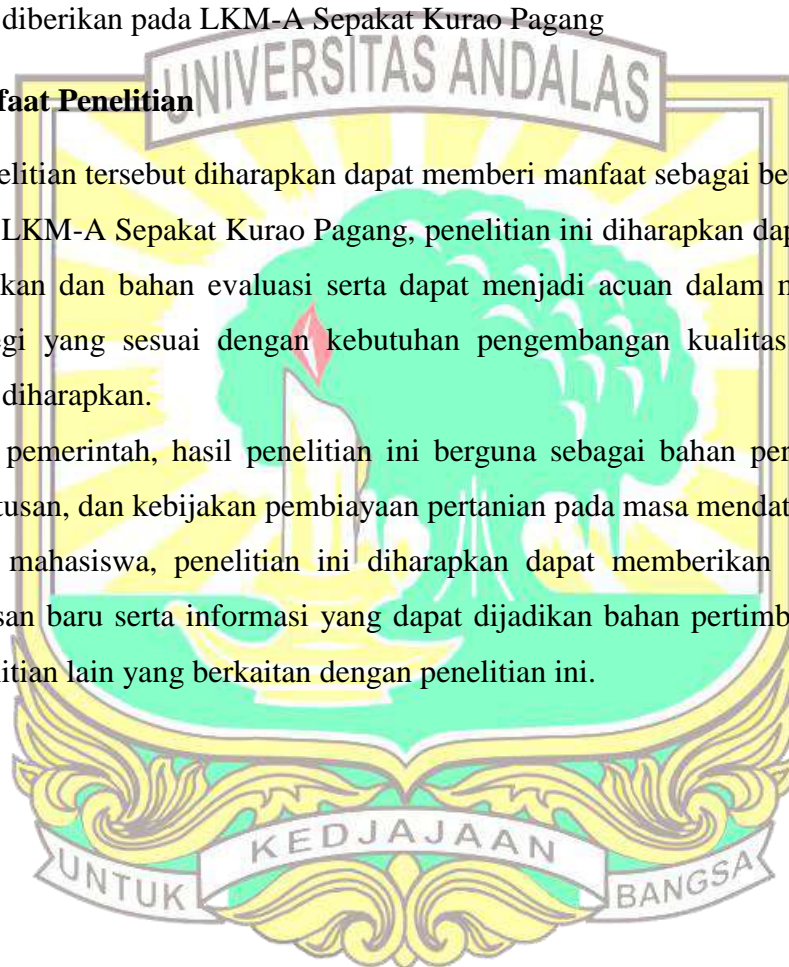 diberikan pada LKM-A Sepakat Kurao Pagang
UNIVERSITAS ANDALAS
faat Penelitian
elitian tersebut diharapkan dapat memberi manfaat sebagai be
LKM-A Sepakat Kurao Pagang, penelitian ini diharapkan dap
kan dan bahan evaluasi serta dapat menjadi acuan dalam m
egi yang sesuai dengan kebutuhan pengembangan kualitas
diharapkan.
pemerintah, hasil penelitian ini berguna sebagai bahan per
tusan, dan kebijakan pembiayaan pertanian pada masa mendat
mahasiswa, penelitian ini diharapkan dapat memberikan
san baru serta informasi yang dapat dijadikan bahan pertimb
litian lain yang berkaitan dengan penelitian ini.
UNTUK KEDJAJAAN BANGSA